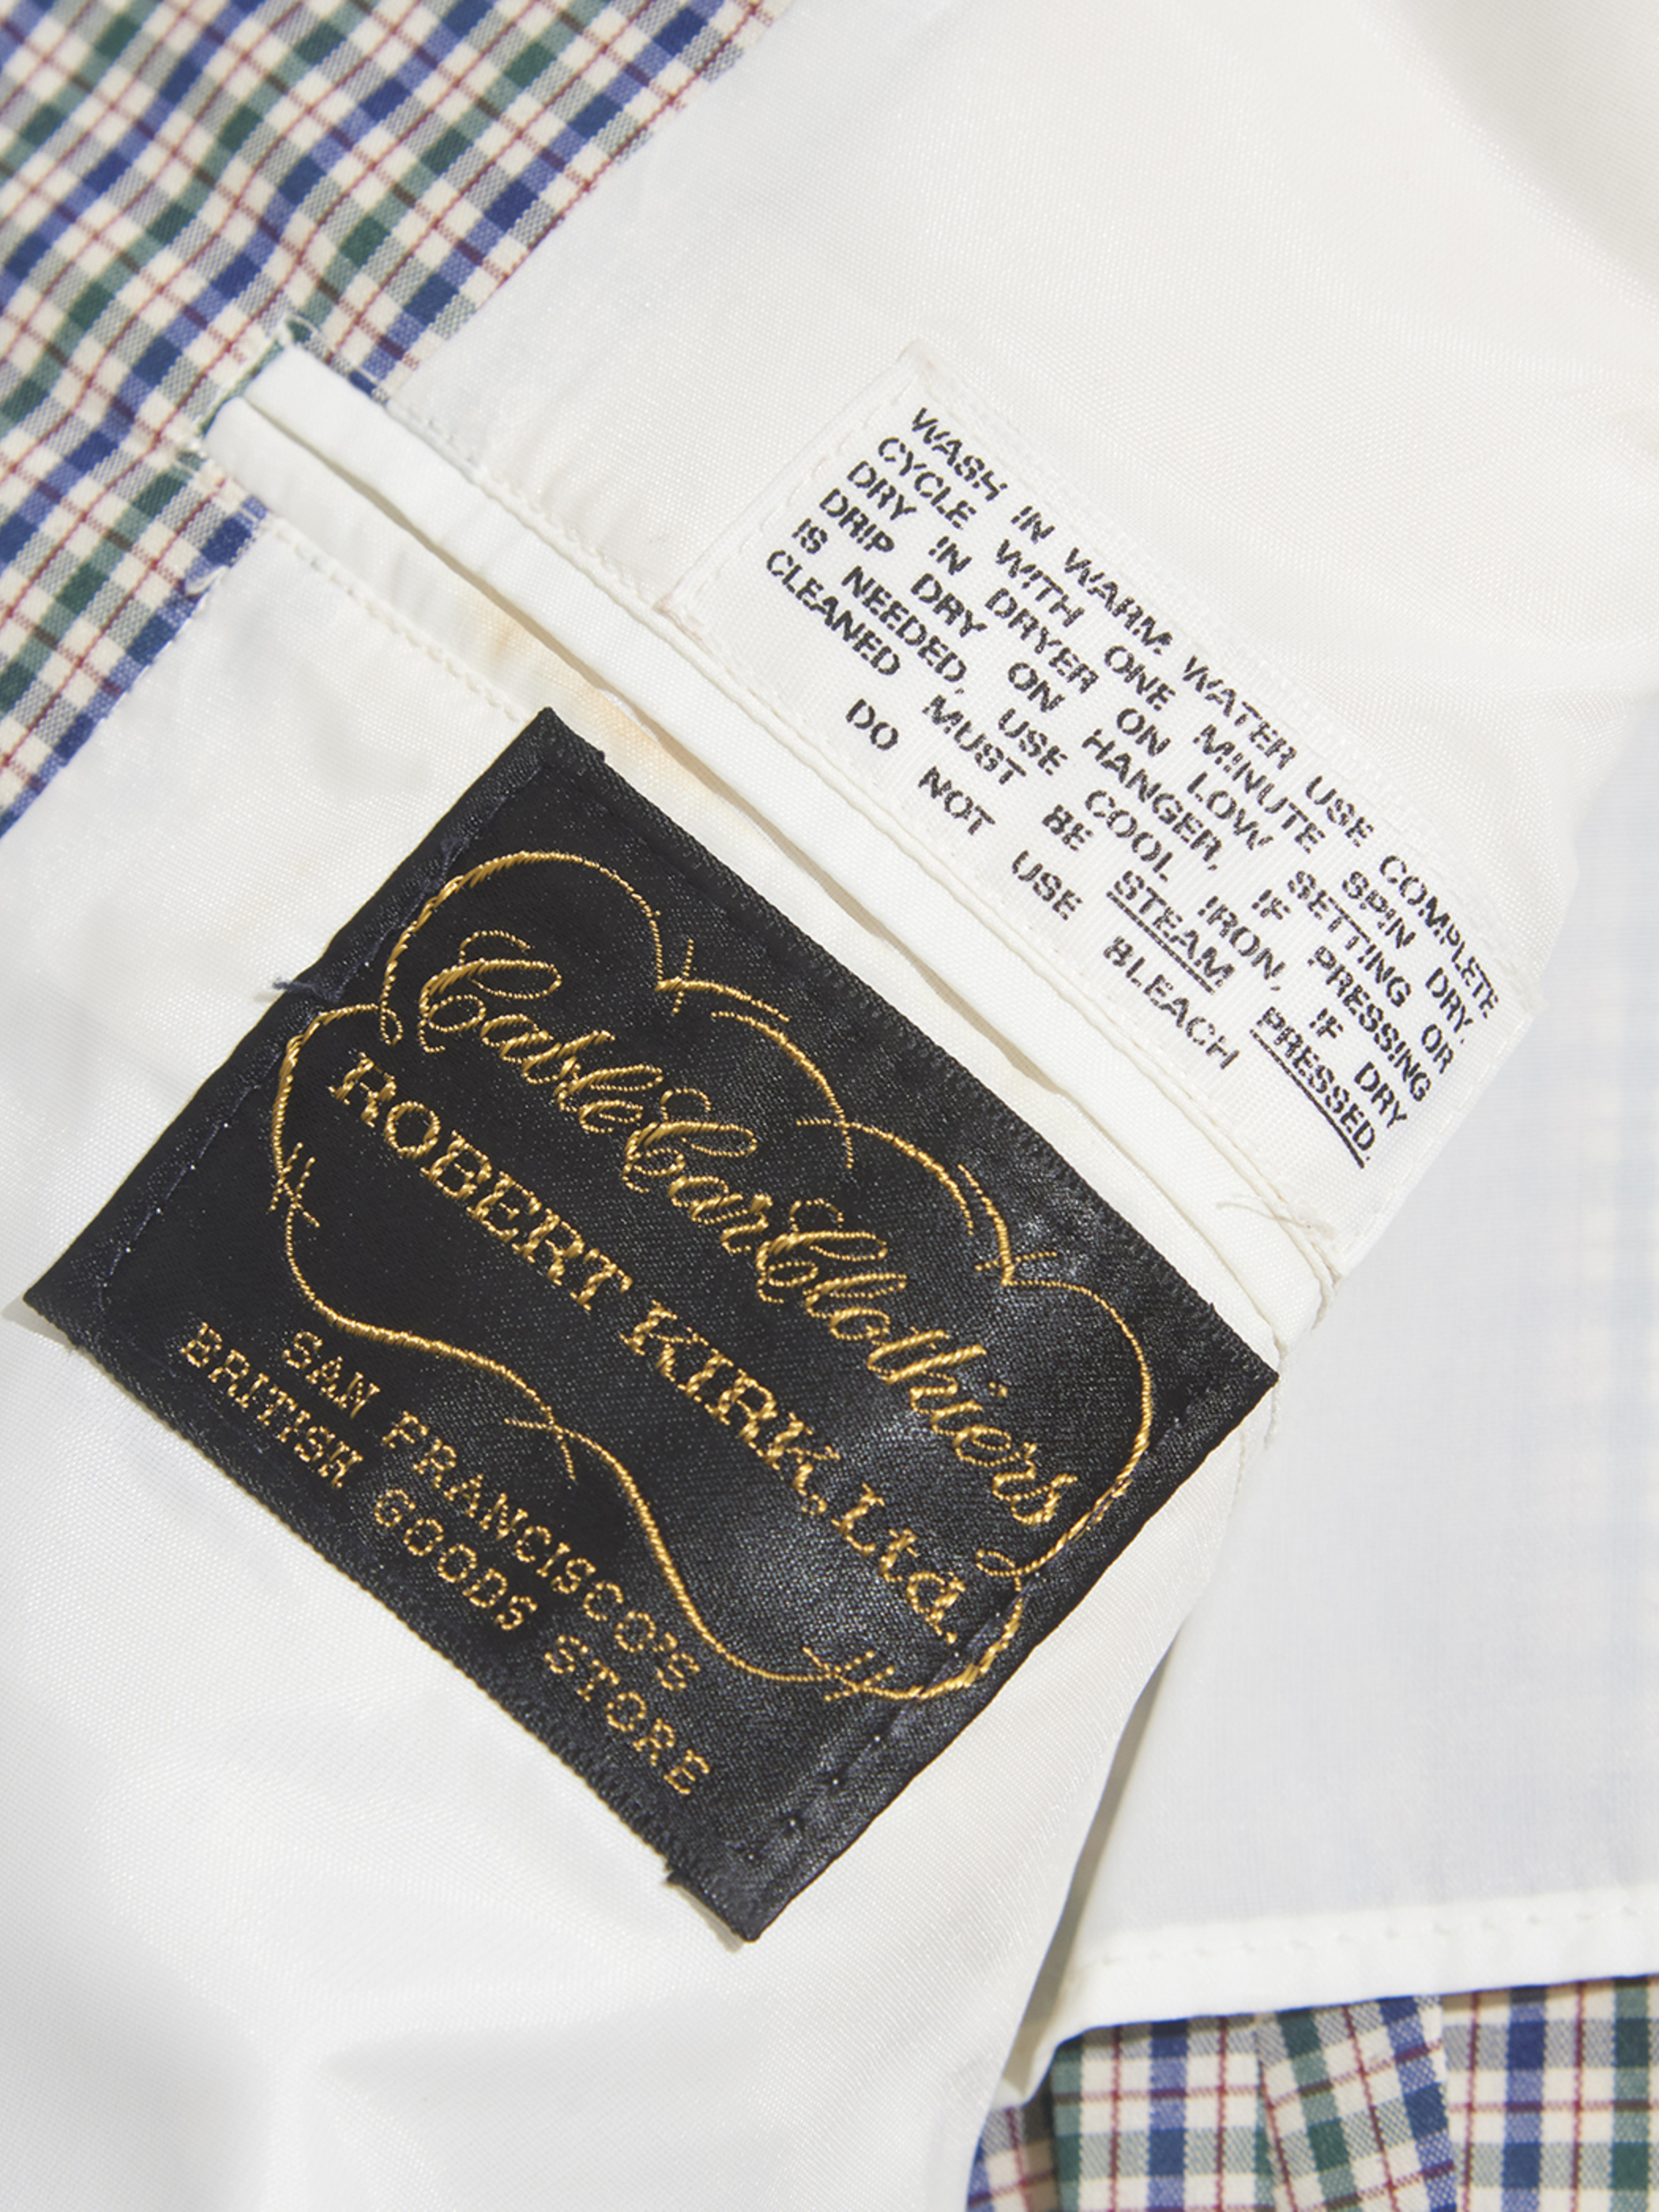 WASH IN WARM WATER USE COMPLETE
CYCLE WITH ONE MINUTE SPIN DRY.
DRY IN DRYER ON LOW SETTING OR
DRIP DRY ON HANGER, IF PRESSING
IS NEEDED, USE COOL IRON, IF DRY
CLEANED MUST BE STEAM PRESSED.
DO NOT USE BLEACH
Cable Car Clothiers
ROBERT KIRK, Ltd.
SAN FRANCISCO'S
BRITISH GOODS STORE